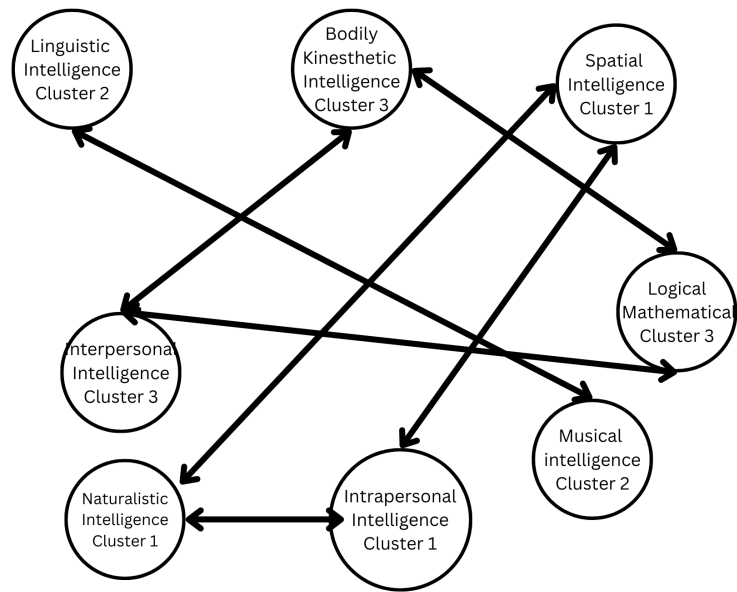 Linguistic
Intelligence
Cluster 2
Bodily
Kinesthetic
Intelligence
Cluster 3
Spatial
Intelligence
Cluster 1
Logical
Mathematical
Cluster 3
Interpersonal
Intelligence
Cluster 3
Musical
intelligence
Cluster 2
Naturalistic
Intelligence
Cluster 1
Intrapersonal
Intelligence
Cluster 1